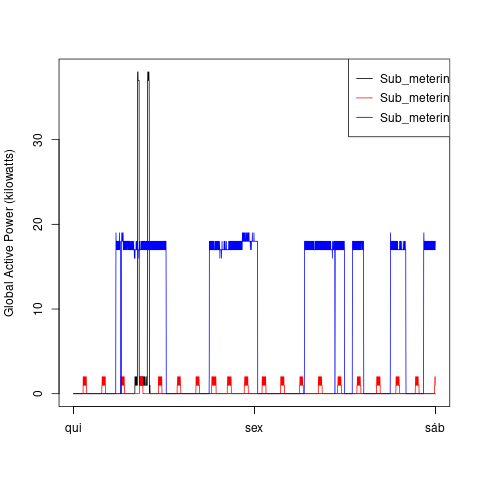 Sub_meterin
Sub_meterin
Sub_meterin
Global Active Power (kilowatts)
30
20
10
0
qui sex sáb